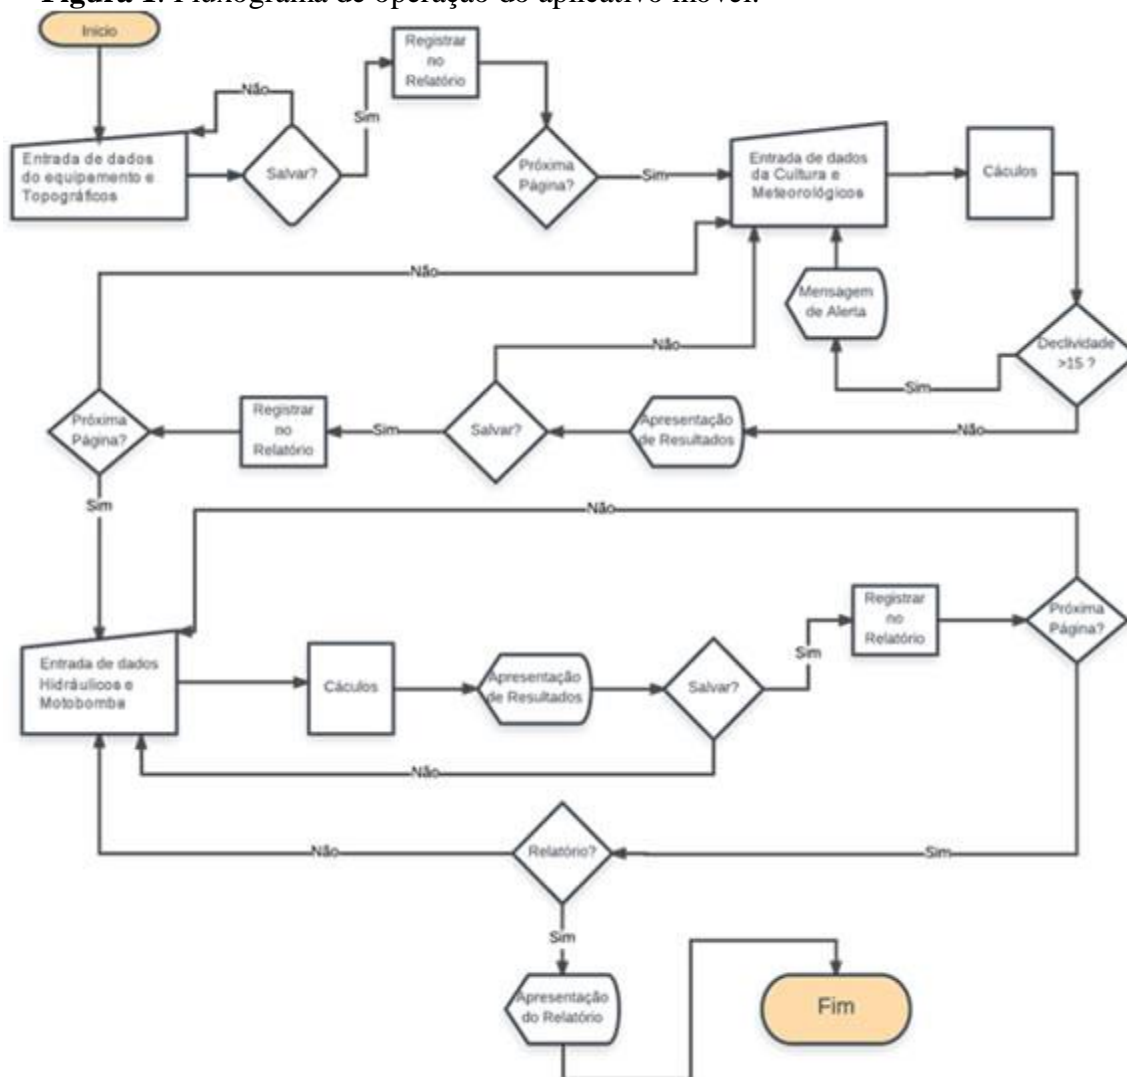 Figura 1. Fluxograma de operação do aplicativo móvel.
Início
Entrada de dados
do equipamento e
Topográficos
Salvar?
Não
Sim
Registrar
no
Relatório
Próxima
Página?
Sim
Entrada de dados
da Cultura e
Meteorológicos
Cáculos
Declividade
>15 ?
Sim
Mensagem
de Alerta
Não
Apresentação
de Resultados
Salvar?
Não
Sim
Registrar
no
Relatório
Próxima
Página?
Não
Sim
Entrada de dados
Hidráulicos e
Motobomba
Cáculos
Apresentação
de Resultados
Salvar?
Não
Sim
Registrar
no
Relatório
Próxima
Página?
Não
Sim
Relatório?
Não
Sim
Apresentação
do Relatório
Fim